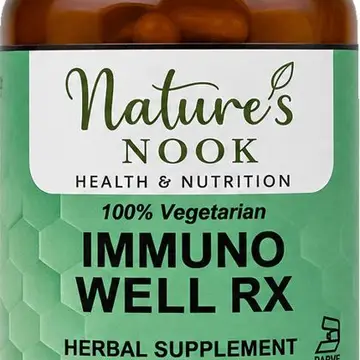 Nature's
NOOK
HEALTH & NUTRITION
100% Vegetarian
IMMUNO
WELL RX
HERBAL SUPPLEMENT